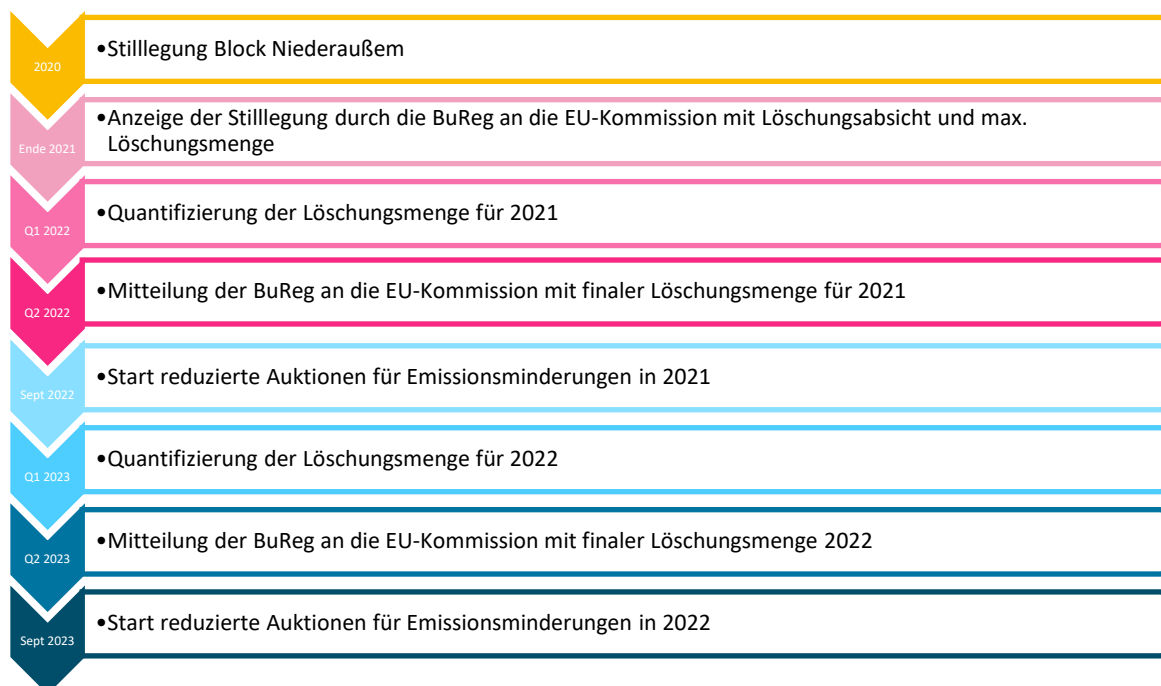 2020
•Stilllegung Block Niederaußem
Ende 2021
•Anzeige der Stilllegung durch die BuReg an die EU-Kommission mit Löschungsabsicht und max.
Löschungsmenge
Q1 2022
•Quantifizierung der Löschungsmenge für 2021
Q2 2022
•Mitteilung der BuReg an die EU-Kommission mit finaler Löschungsmenge für 2021
Sept 2022
•Start reduzierte Auktionen für Emissionsminderungen in 2021
Q1 2023
•Quantifizierung der Löschungsmenge für 2022
Q2 2023
•Mitteilung der BuReg an die EU-Kommission mit finaler Löschungsmenge 2022
Sept 2023
•Start reduzierte Auktionen für Emissionsminderungen in 2022